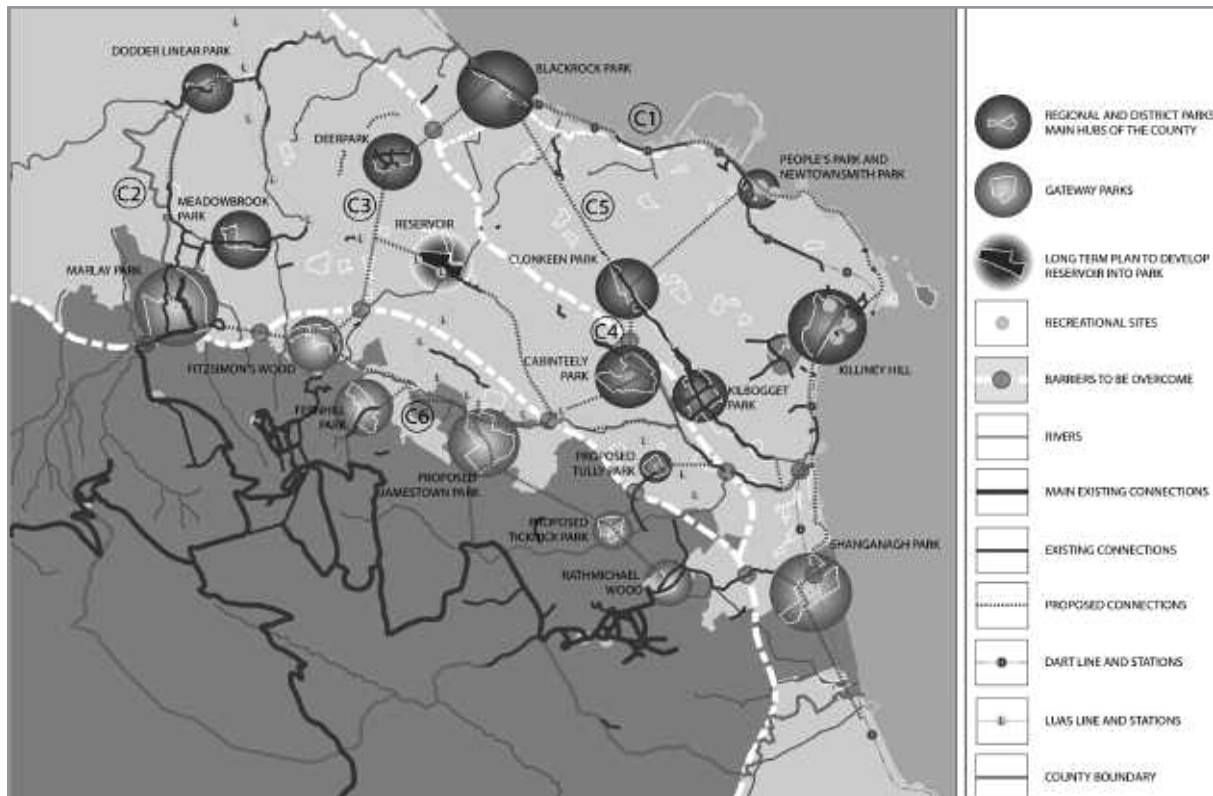 DODDER LINEAR PARK
BLACKROCK PARK
C1
DEERPARK
PEOPLE'S PARK AND
NEWTOWNSMITH PARK
C2
MEADOWBROOK
PARK
C3
C5
RESERVOIR
CLONKEEN PARK
MARLAY PARK
C4
FITZSIMON'S WOOD
CABINTEELY
PARK
KILLINEY HILL
KILBOGGET
PARK
FERNHILL
PARK
C6
PROPOSED
TULLY PARK
PROPOSED
JAMESTOWN PARK
PROPOSED
TICKNICK PARK
SHANGANAGH PARK
RATHMICHAEL
WOOD
REGIONAL AND DISTRICT PARKS
MAIN HUBS OF THE COUNTY
GATEWAY PARKS
LONG TERM PLAN TO DEVELOP
RESERVOIR INTO PARK
RECREATIONAL SITES
BARRIERS TO BE OVERCOME
RIVERS
MAIN EXISTING CONNECTIONS
EXISTING CONNECTIONS
PROPOSED CONNECTIONS
DART LINE AND STATIONS
L
LUAS LINE AND STATIONS
COUNTY BOUNDARY